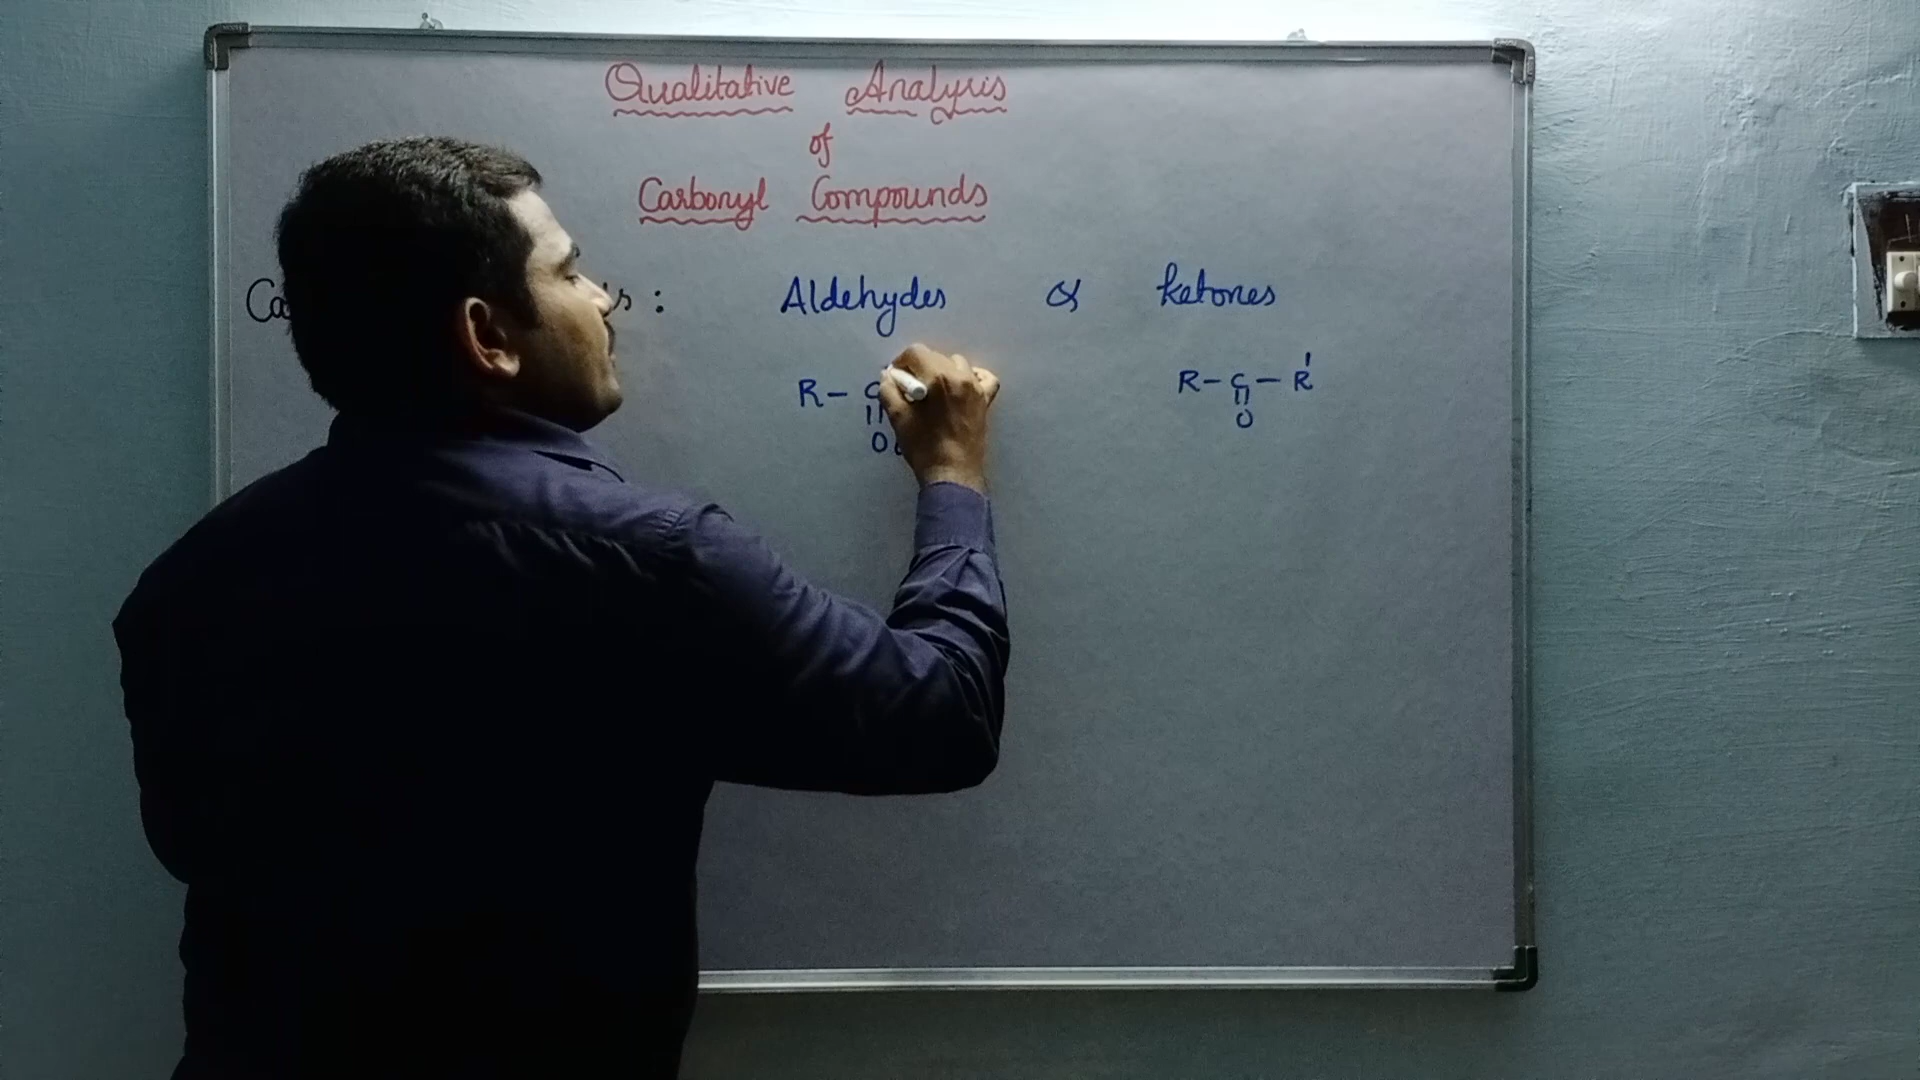 Qualitative Analysis
of
Carbonyl Compounds
: Aldehydes & Ketones
R- C R-C-R'
|| ||
O O